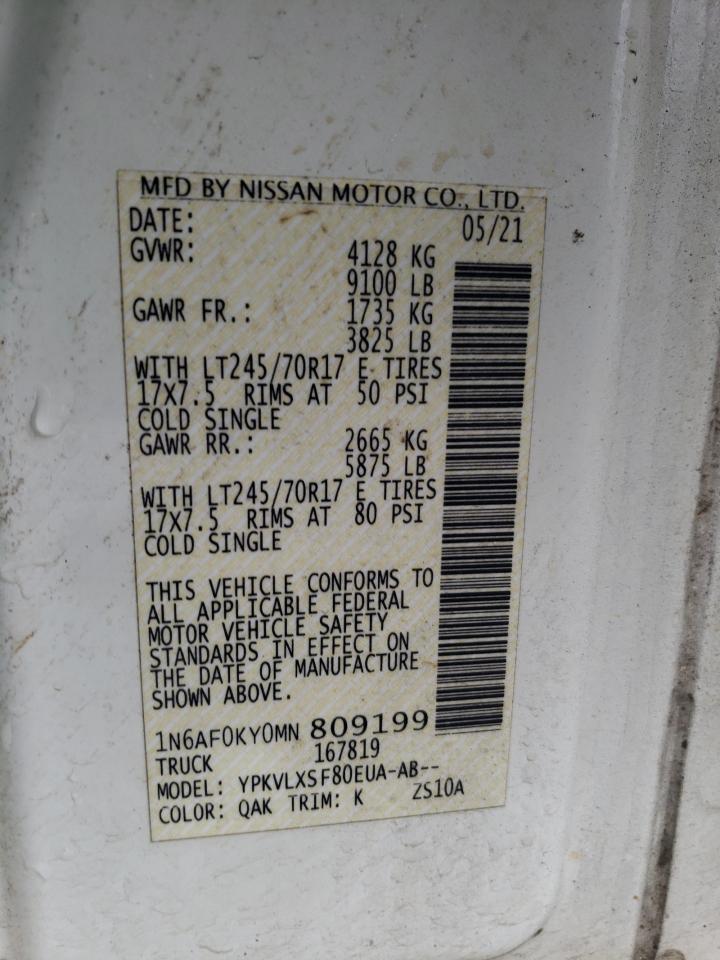 MFD BY NISSAN MOTOR CO., LTD.
DATE: 05/21
GVWR: 4128 KG
9100 LB
GAWR FR.: 1735 KG
3825 LB
WITH LT245/70R17 E TIRES
17X7.5 RIMS AT 50 PSI
COLD SINGLE
GAWR RR.: 2665 KG
5875 LB
WITH LT245/70R17 E TIRES
17X7.5 RIMS AT 80 PSI
COLD SINGLE
THIS VEHICLE CONFORMS TO
ALL APPLICABLE FEDERAL
MOTOR VEHICLE SAFETY
STANDARDS IN EFFECT ON
THE DATE OF MANUFACTURE
SHOWN ABOVE.
1N6AF0KY0MN 809199
TRUCK 167819
MODEL: YPKVLXSF80EUA-AB--
COLOR: QAK TRIM: K ZS10A